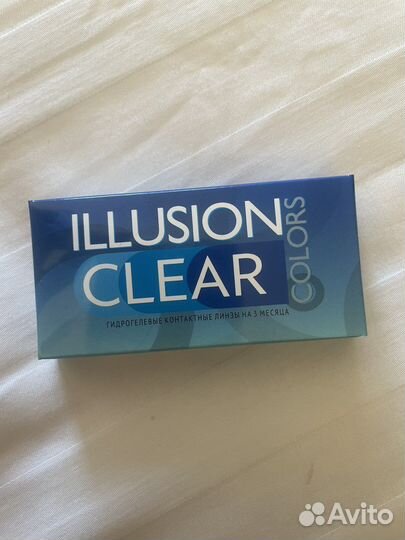 ILLUSION
CLEAR
COLORS
ГИДРОГЕЛЕВЫЕ КОНТАКТНЫЕ ЛИНЗЫ НА 3 МЕСЯЦА
Avito